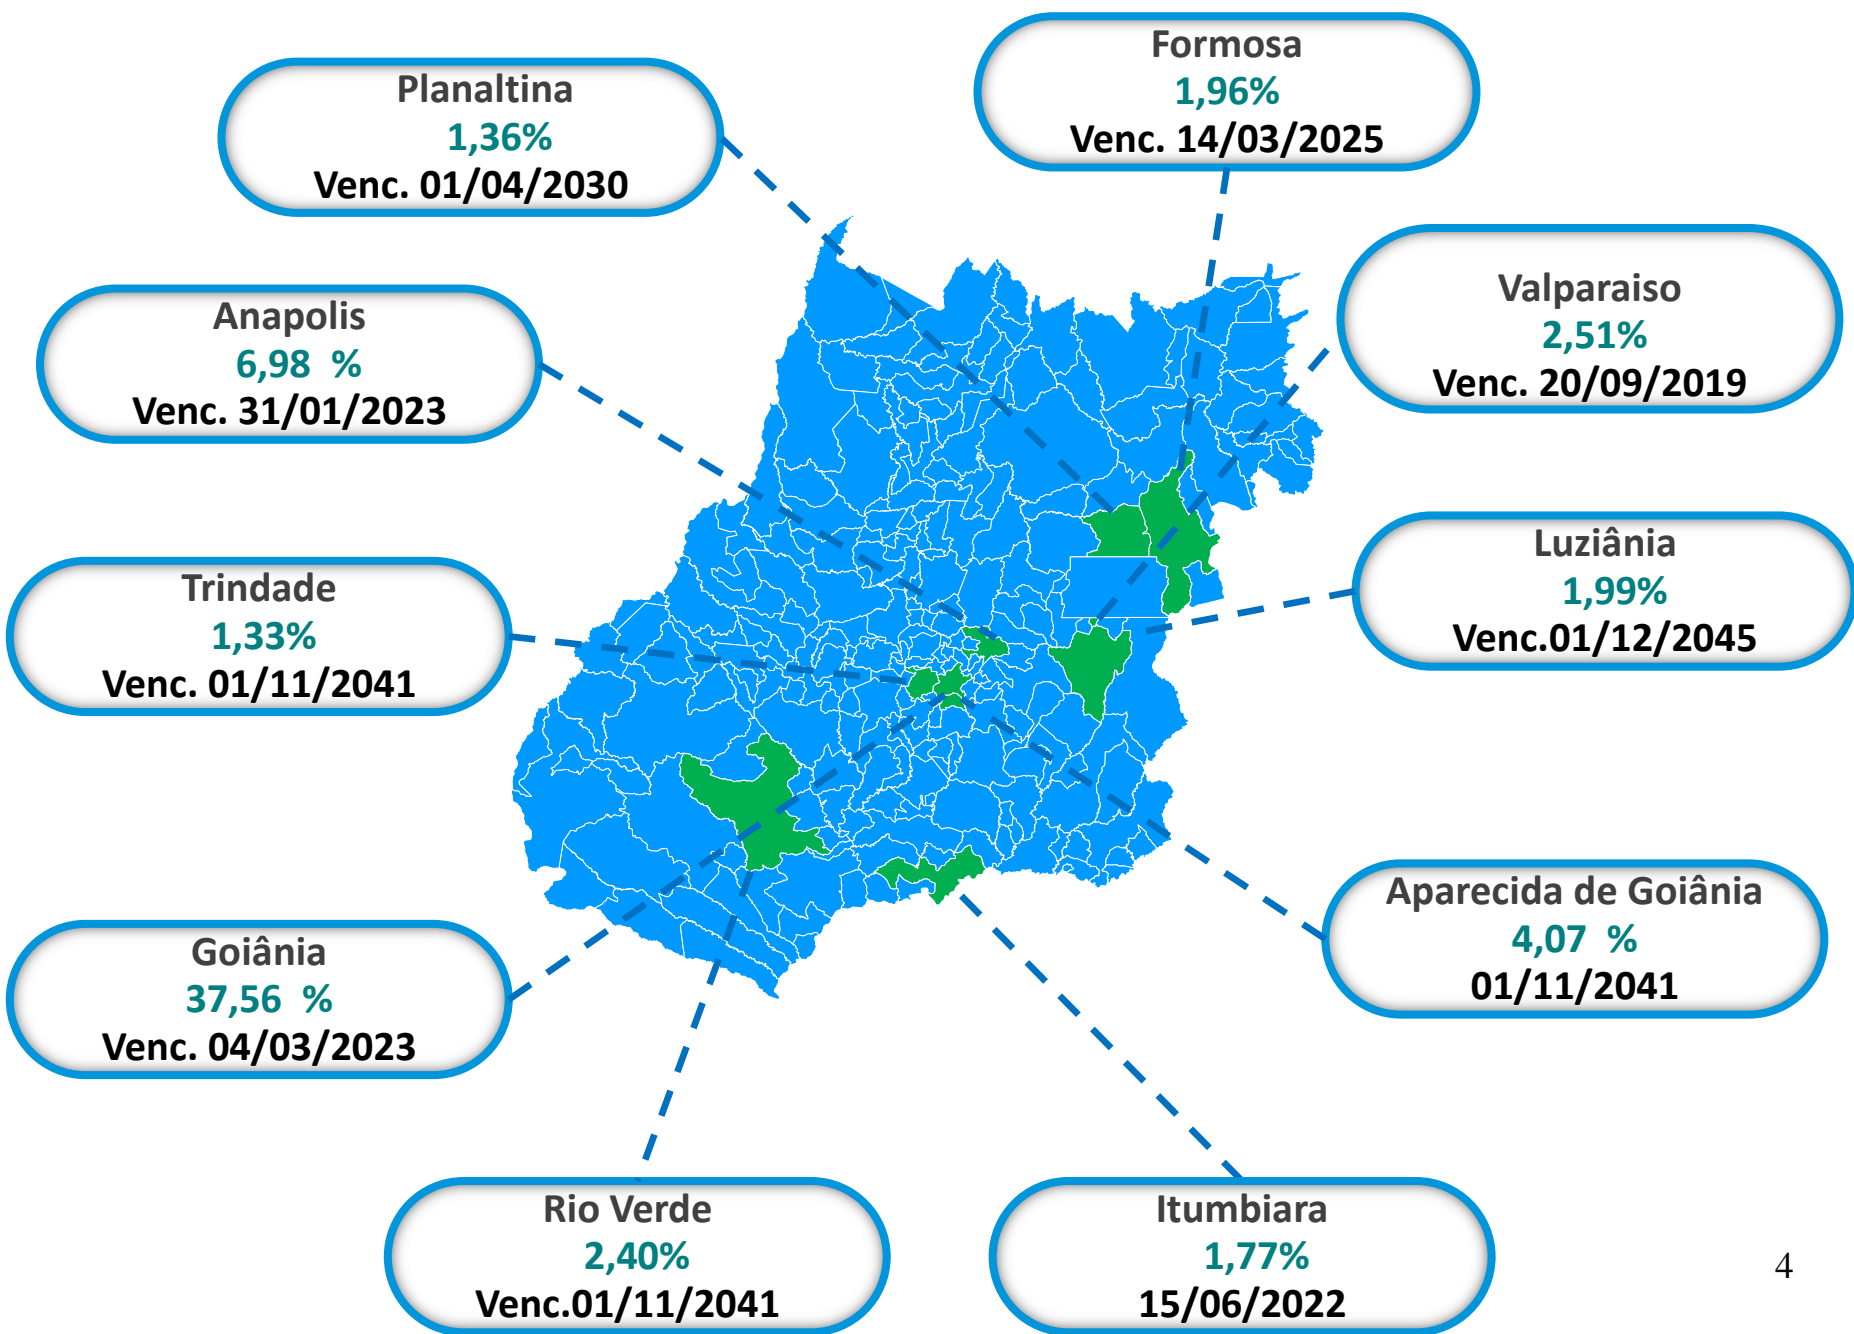 Formosa
1,96%
Venc. 14/03/2025
Planaltina
1,36%
Venc. 01/04/2030
Valparaiso
2,51%
Venc. 20/09/2019
Anapolis
6,98 %
Venc. 31/01/2023
Luziânia
1,99%
Venc.01/12/2045
Trindade
1,33%
Venc. 01/11/2041
Aparecida de Goiânia
4,07 %
01/11/2041
Goiânia
37,56 %
Venc. 04/03/2023
Rio Verde
2,40%
Venc.01/11/2041
Itumbiara
1,77%
15/06/2022
4